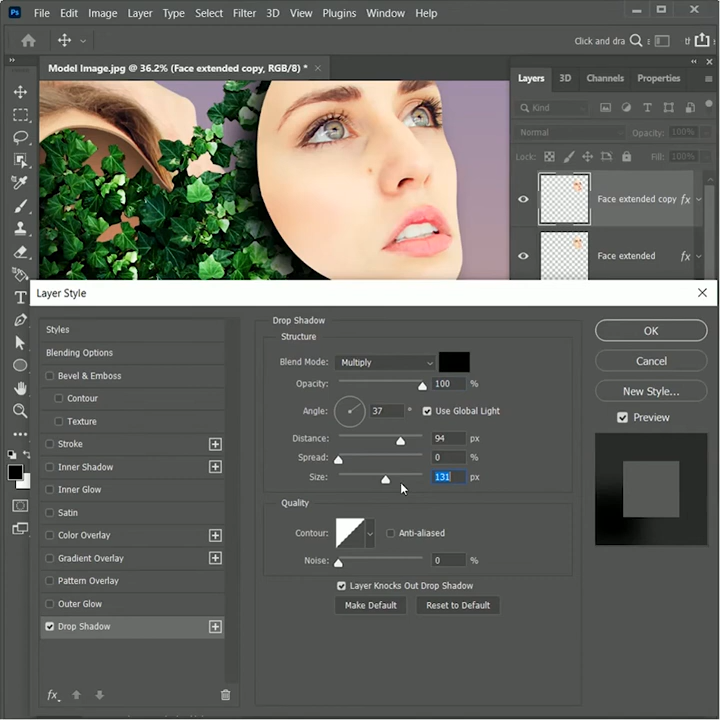 Ps File Edit Image Layer Type Select Filter 3D View Plugins Window Help
Click and dra
Model Image.jpg @ 36.2% (Face extended copy, RGB/8) * ×
Layers 3D Channels Properties
Kind
Normal Opacity: 100%
Lock: Fill: 100%
Face extended copy fx
Face extended fx
Layer Style
Styles
Blending Options
Bevel & Emboss
Contour
Texture
Stroke
Inner Shadow
Inner Glow
Satin
Color Overlay
Gradient Overlay
Pattern Overlay
Outer Glow
Drop Shadow
fx
Drop Shadow
Structure
Blend Mode: Multiply
Opacity: 100 %
Angle: 37 ° Use Global Light
Distance: 94 px
Spread: 0 %
Size: 131 px
Quality
Contour: Anti-aliased
Noise: 0 %
Layer Knocks Out Drop Shadow
Make Default Reset to Default
OK
Cancel
New Style...
Preview